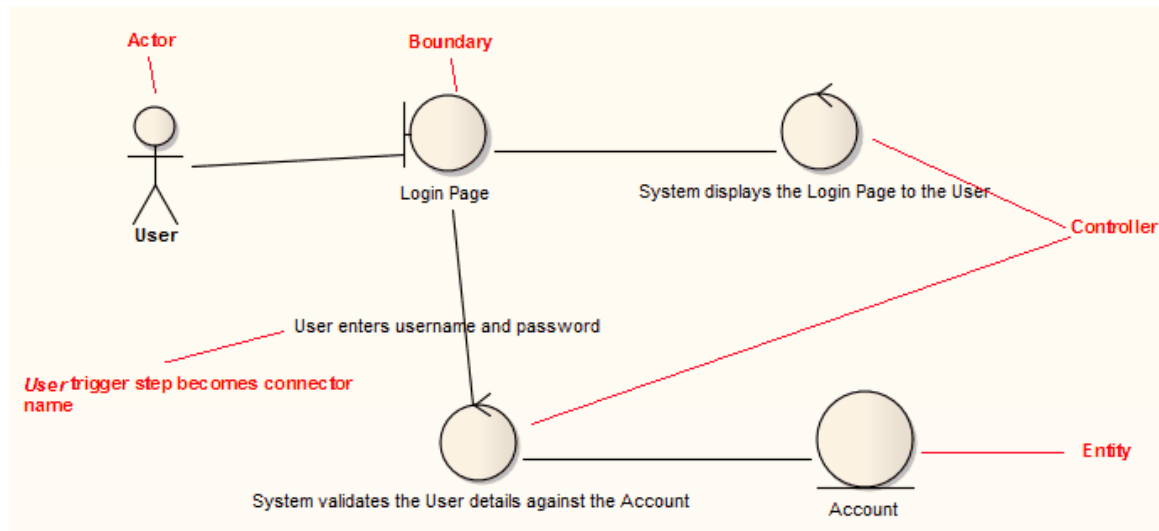 Actor
Boundary
Login Page
System displays the Login Page to the User
User
Controller
User enters username and password
User trigger step becomes connector
name
Entity
System validates the User details against the Account
Account